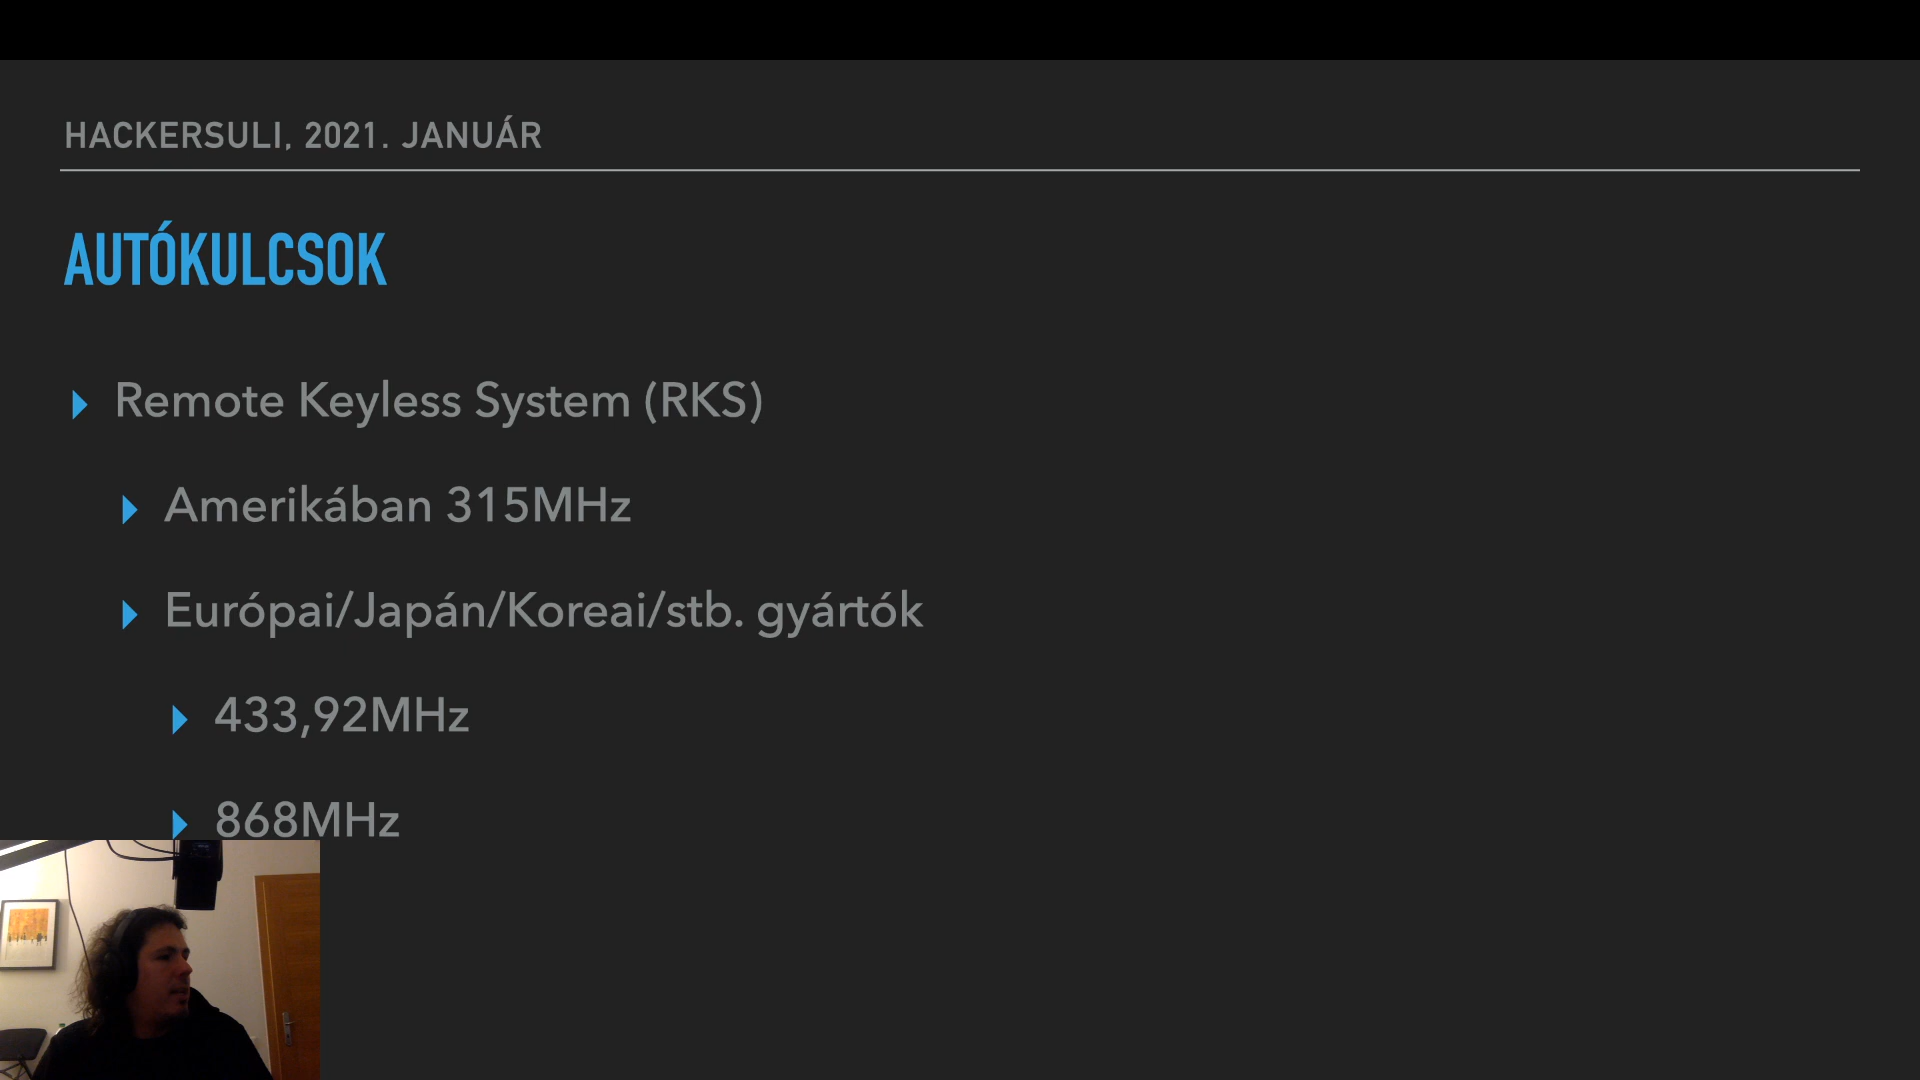 HACKERSULI, 2021. JANUÁR
AUTÓKULCSOK
Remote Keyless System (RKS)
Amerikában 315MHz
Európai/Japán/Koreai/stb. gyártók
433,92MHz
868MHz